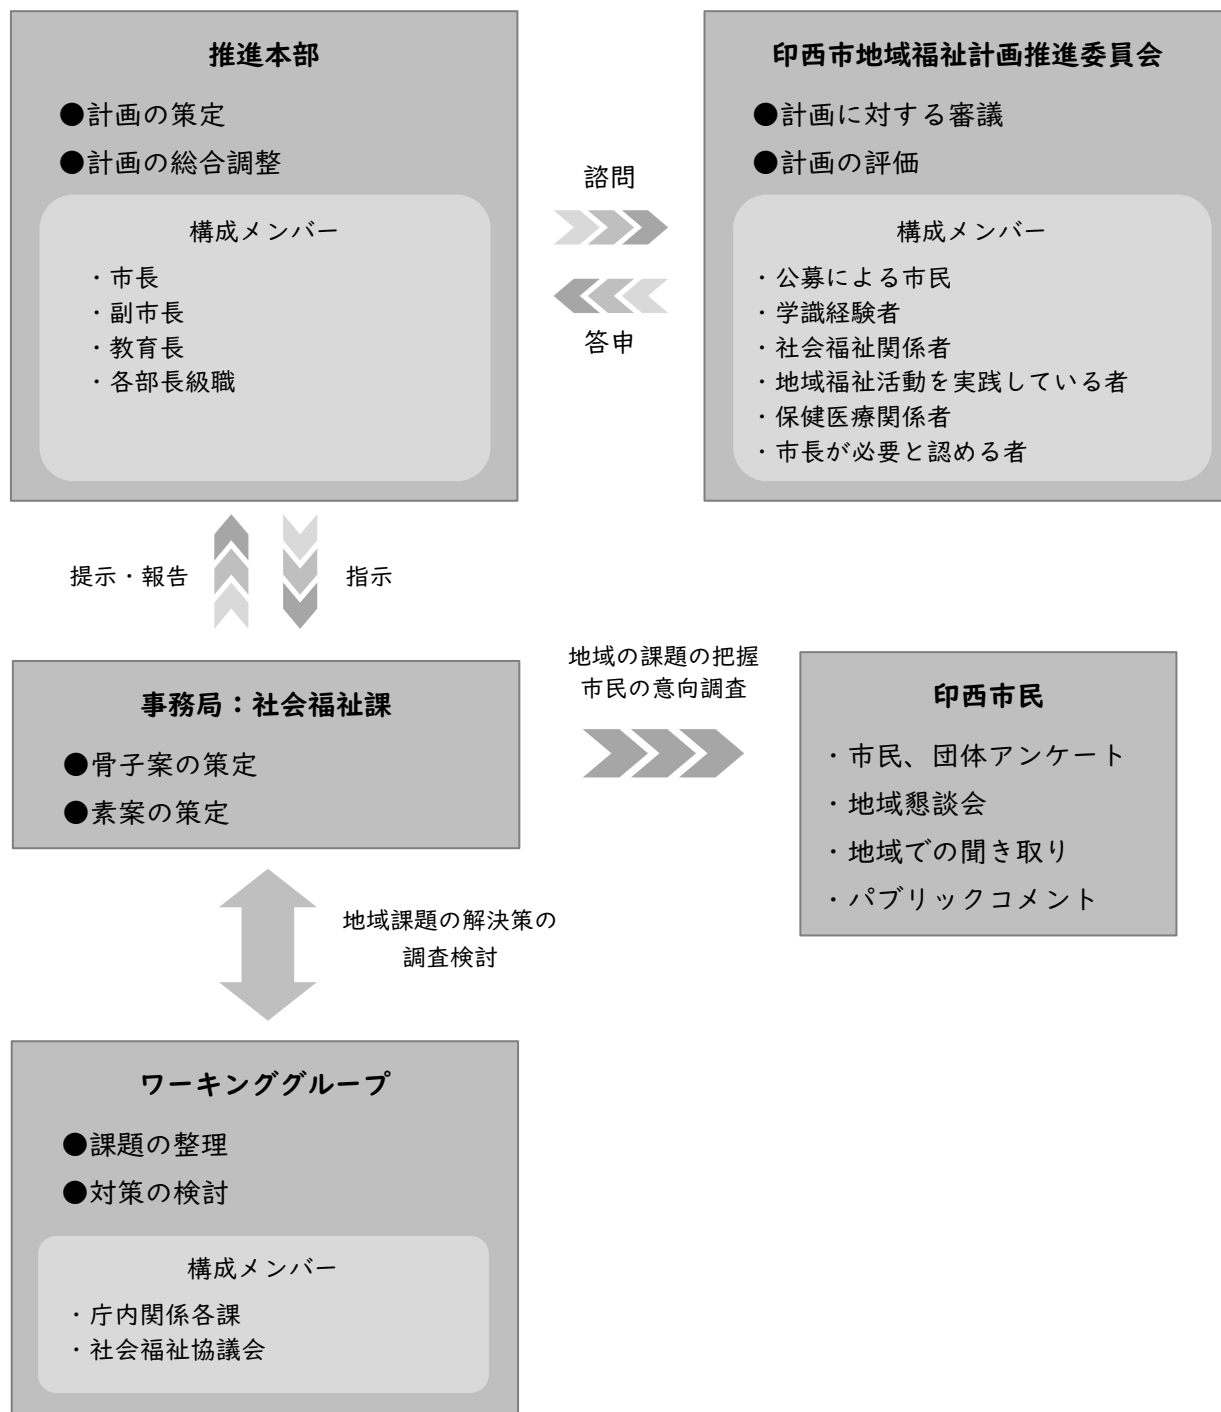 推進本部
●計画の策定
●計画の総合調整
構成メンバー
・市長
・副市長
・教育長
・各部長級職
諮問
答申
印西市地域福祉計画推進委員会
●計画に対する審議
●計画の評価
構成メンバー
・公募による市民
・学識経験者
・社会福祉関係者
・地域福祉活動を実践している者
・保健医療関係者
・市長が必要と認める者
提示・報告
指示
事務局：社会福祉課
●骨子案の策定
●素案の策定
地域の課題の把握
市民の意向調査
印西市民
・市民、団体アンケート
・地域懇談会
・地域での聞き取り
・パブリックコメント
地域課題の解決策の
調査検討
ワーキンググループ
●課題の整理
●対策の検討
構成メンバー
・庁内関係各課
・社会福祉協議会